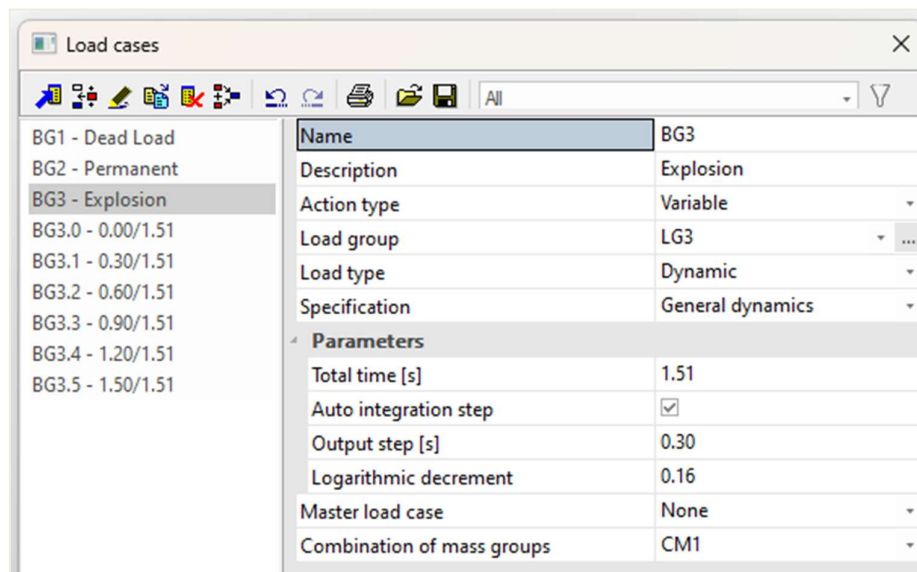 Load cases
All
BG1 - Dead Load
BG2 - Permanent
BG3 - Explosion
BG3.0 - 0.00/1.51
BG3.1 - 0.30/1.51
BG3.2 - 0.60/1.51
BG3.3 - 0.90/1.51
BG3.4 - 1.20/1.51
BG3.5 - 1.50/1.51
Name BG3
Description Explosion
Action type Variable
Load group LG3 ...
Load type Dynamic
Specification General dynamics
Parameters
Total time [s] 1.51
Auto integration step
Output step [s] 0.30
Logarithmic decrement 0.16
Master load case None
Combination of mass groups CM1